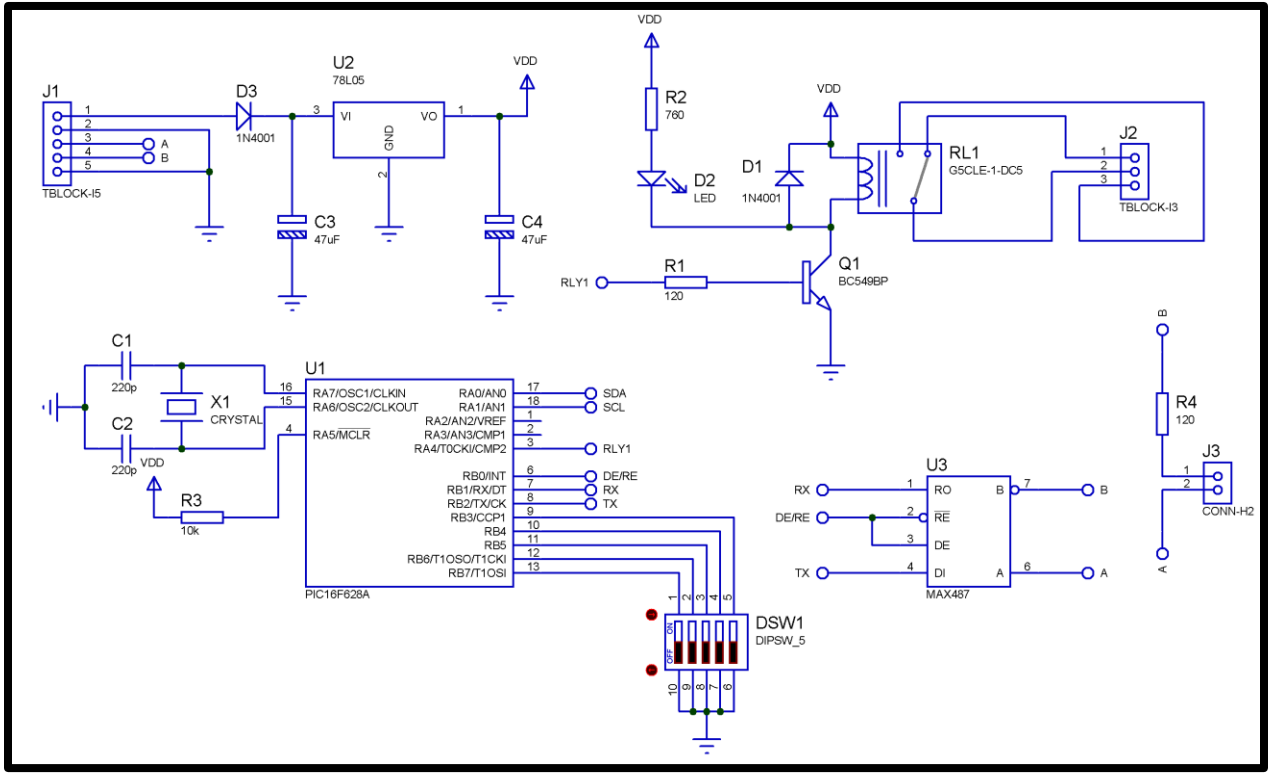 J1
1
2
3
4
5
A
B
TBLOCK-I5
D3
1N4001
U2
78L05
3
VI
VO
1
GND
2
VDD
C3
47uF
C4
47uF
VDD
R2
760
D2
LED
D1
1N4001
VDD
RL1
G5CLE-1-DC5
J2
1
2
3
TBLOCK-I3
RLY1
R1
120
Q1
BC549BP
C1
220p
C2
220p
X1
CRYSTAL
VDD
R3
10k
U1
16
RA7/OSC1/CLKIN
15
RA6/OSC2/CLKOUT
4
RA5/MCLR
RA0/AN0
17
SDA
RA1/AN1
18
SCL
RA2/AN2/VREF
1
RA3/AN3/CMP1
2
RA4/T0CKI/CMP2
3
RLY1
RB0/INT
6
DE/RE
RB1/RX/DT
7
RX
RB2/TX/CK
8
TX
RB3/CCP1
9
RB4
10
RB5
11
RB6/T1OSO/T1CKI
12
RB7/T1OSI
13
PIC16F628A
1
2
3
4
5
ON
OFF
DSW1
DIPSW_5
10
9
8
7
6
U3
RX
1
RO
B
7
B
DE/RE
2
RE
3
DE
TX
4
DI
A
6
A
MAX487
B
R4
120
J3
1
2
CONN-H2
A